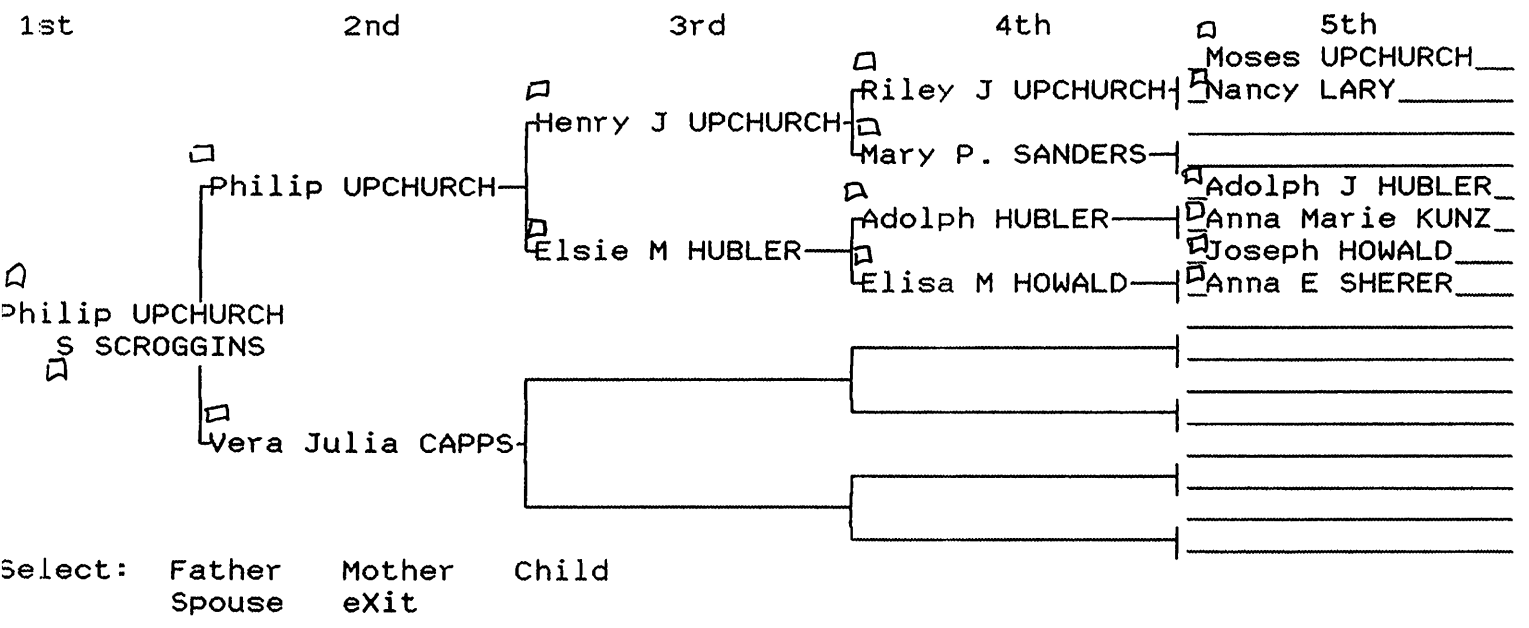 1st 2nd 3rd 4th 5th
Moses UPCHURCH
Riley J UPCHURCH Nancy LARY
Henry J UPCHURCH
Mary P. SANDERS
Philip UPCHURCH Adolph J HUBLER
Adolph HUBLER Anna Marie KUNZ
Elsie M HUBLER Joseph HOWALD
Elisa M HOWALD Anna E SHERER
Philip UPCHURCH
S SCROGGINS
Vera Julia CAPPS
Select: Father Mother Child
Spouse eXit